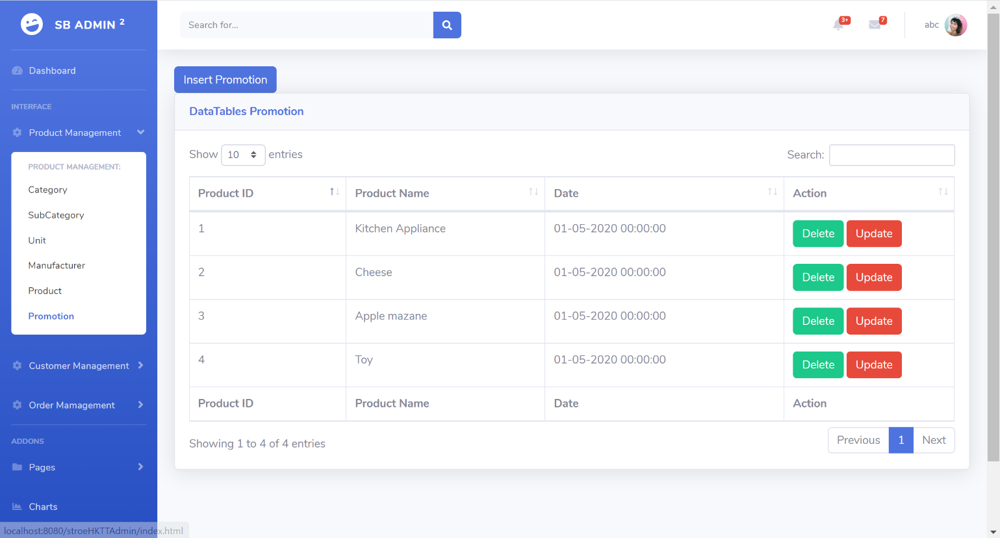 SB ADMIN 2
Search for...
3+
7
abc
Dashboard
INTERFACE
Product Management
PRODUCT MANAGEMENT:
Category
SubCategory
Unit
Manufacturer
Product
Promotion
Customer Management
Order Mamagement
ADDONS
Pages
Charts
Insert Promotion
DataTables Promotion
Show 10 entries
Search:
Product ID Product Name Date Action
1 Kitchen Appliance 01-05-2020 00:00:00 Delete Update
2 Cheese 01-05-2020 00:00:00 Delete Update
3 Apple mazane 01-05-2020 00:00:00 Delete Update
4 Toy 01-05-2020 00:00:00 Delete Update
Product ID Product Name Date Action
Showing 1 to 4 of 4 entries
Previous 1 Next
localhost:8080/stroeHKTTAdmin/index.html